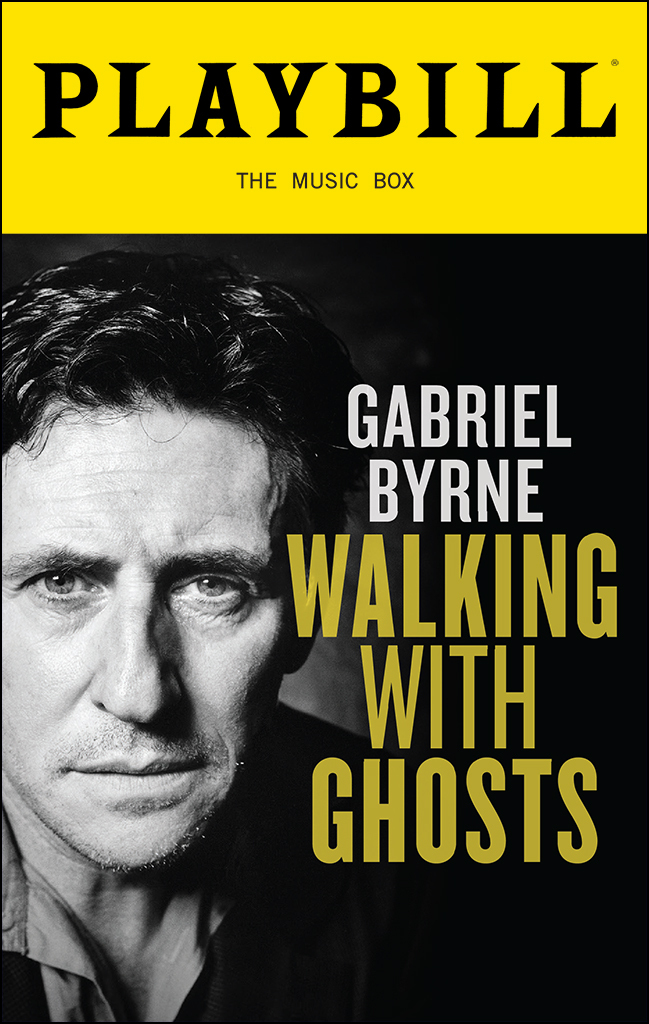 PLAYBILL®
THE MUSIC BOX
GABRIEL
BYRNE
WALKING
WITH
GHOSTS